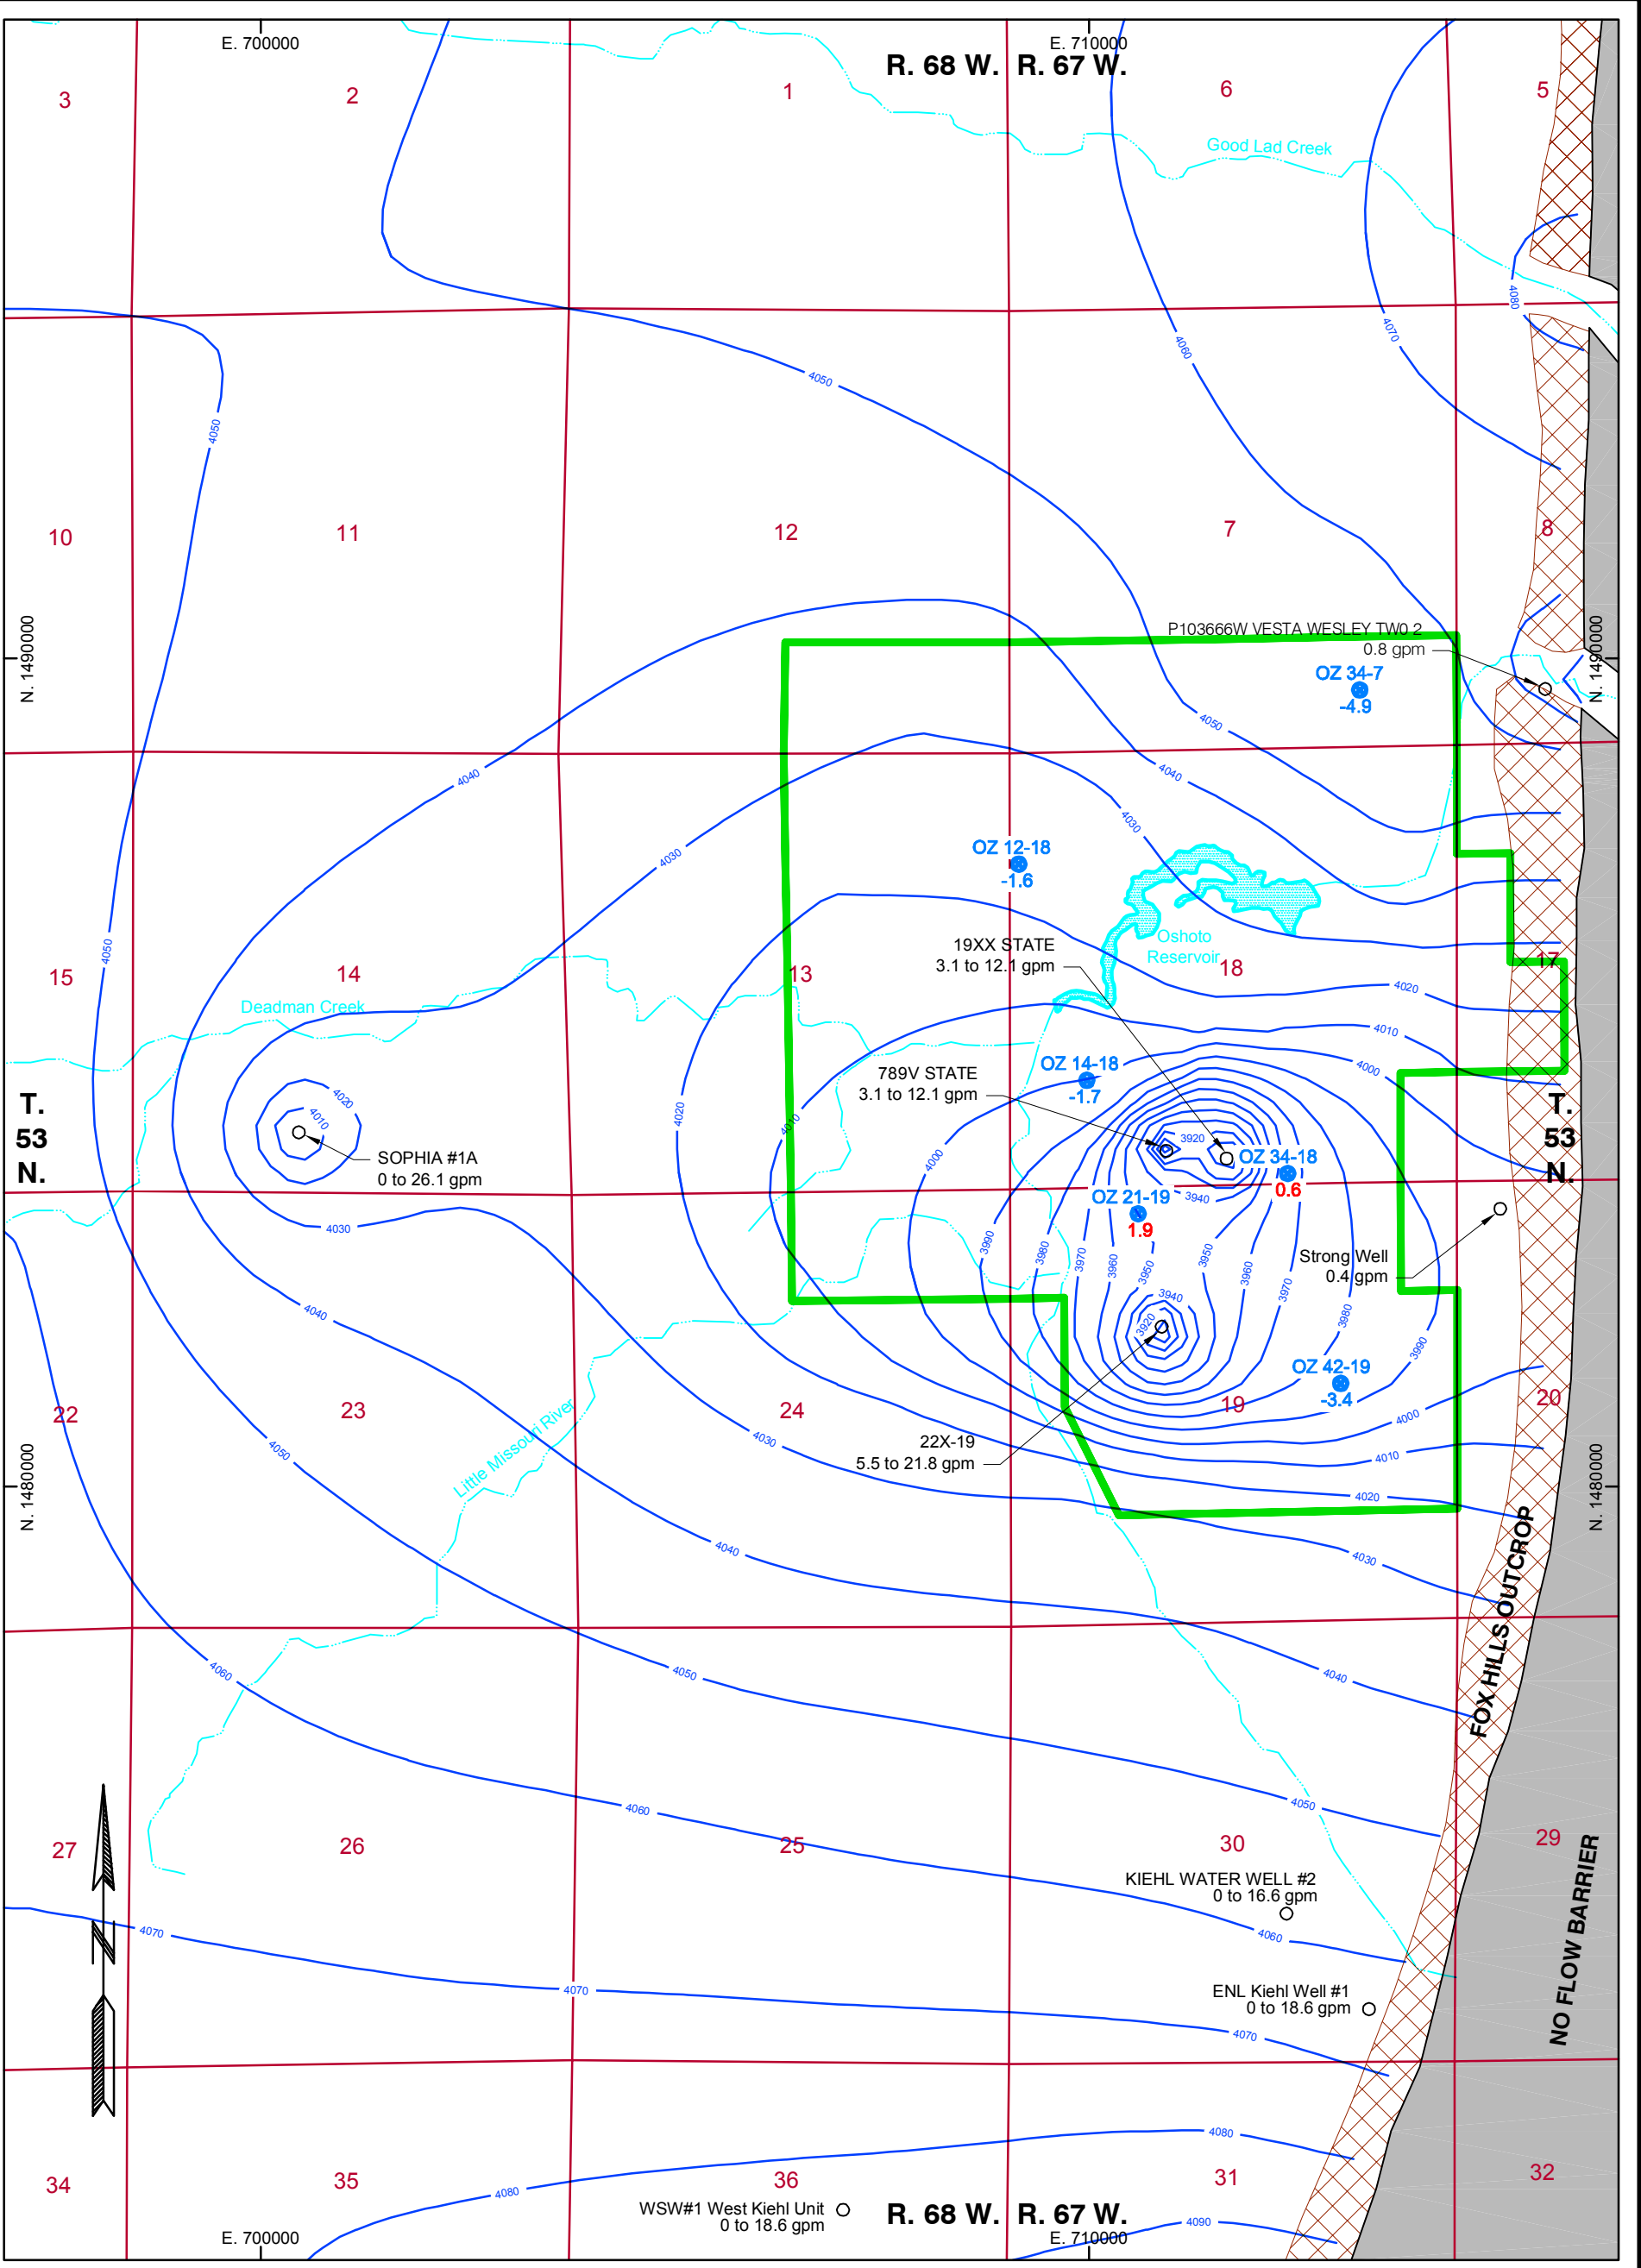 E. 700000
E. 710000
R. 68 W. R. 67 W.
3
2
1
6
5
Good Lad Creek
4080
4070
4060
4050
4050
10
11
12
7
8
N. 1490000
N. 1490000
P103666W VESTA WESLEY TW0 2
0.8 gpm
OZ 34-7
-4.9
4050
4040
4040
4030
4030
OZ 12-18
-1.6
4050
19XX STATE
3.1 to 12.1 gpm
Oshoto
Reservoir
15
14
13
18
17
4020
Deadman Creek
4010
4000
OZ 14-18
-1.7
789V STATE
3.1 to 12.1 gpm
T.
53
N.
T.
53
N.
4020
4010
4020
4010
4000
3920
SOPHIA #1A
0 to 26.1 gpm
OZ 34-18
0.6
3940
OZ 21-19
1.9
4030
3990
3980
3970
3960
3950
3950
3960
3970
3980
3990
Strong Well
0.4 gpm
3940
3920
4040
OZ 42-19
-3.4
22
23
24
19
20
4000
4050
4030
22X-19
5.5 to 21.8 gpm
4010
Little Missouri River
4020
N. 1480000
N. 1480000
4040
4030
FOX HILLS OUTCROP
4060
4050
4040
4060
4050
27
26
25
30
29
NO FLOW BARRIER
KIEHL WATER WELL #2
0 to 16.6 gpm
4070
4060
N
4070
ENL Kiehl Well #1
0 to 18.6 gpm
4070
4080
34
35
36
31
32
4080
WSW#1 West Kiehl Unit
0 to 18.6 gpm
R. 68 W. R. 67 W.
4090
E. 700000
E. 710000